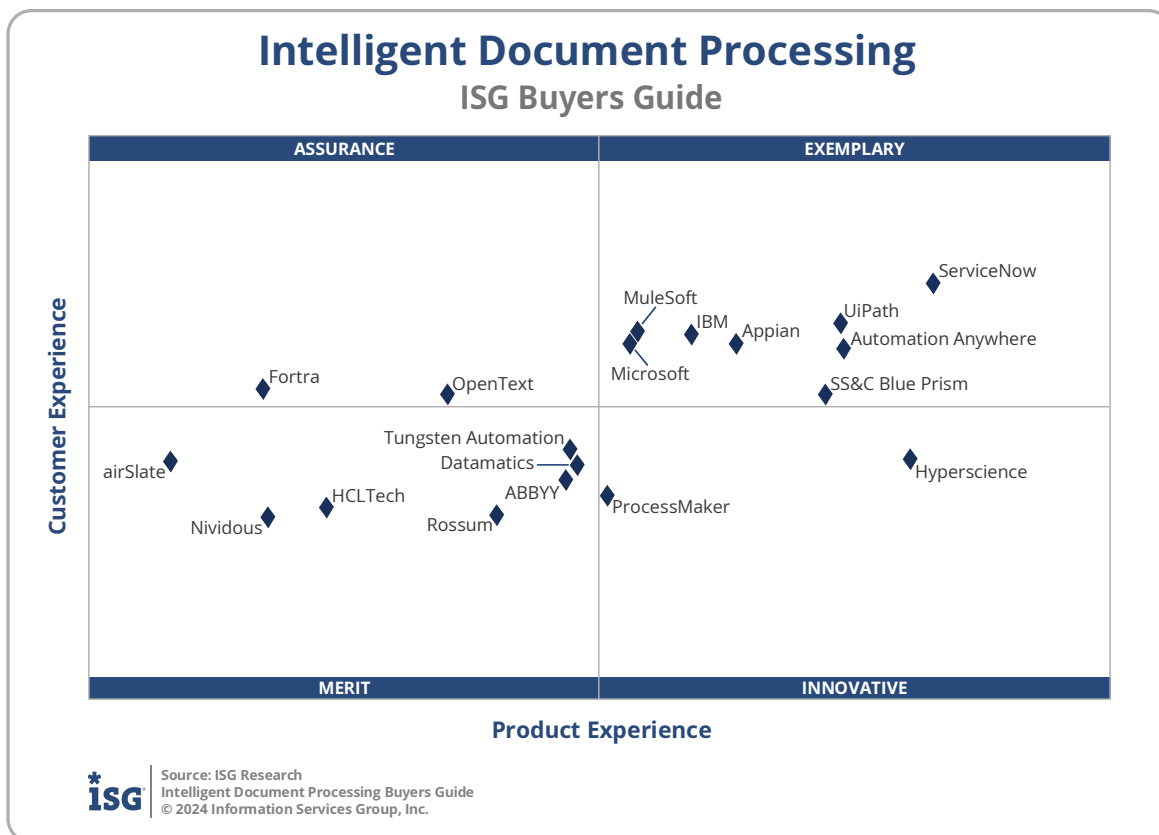 Intelligent Document Processing
ISG Buyers Guide
ASSURANCE
EXEMPLARY
ServiceNow
MuleSoft
UiPath
IBM
Appian
Automation Anywhere
Microsoft
Fortra
OpenText
SS&C Blue Prism
Tungsten Automation
Datamatics
airSlate
Hyperscience
ABBYY
HCLTech
ProcessMaker
Rossum
Nividous
Customer Experience
MERIT
INNOVATIVE
Product Experience
ISG
Source: ISG Research
Intelligent Document Processing Buyers Guide
© 2024 Information Services Group, Inc.